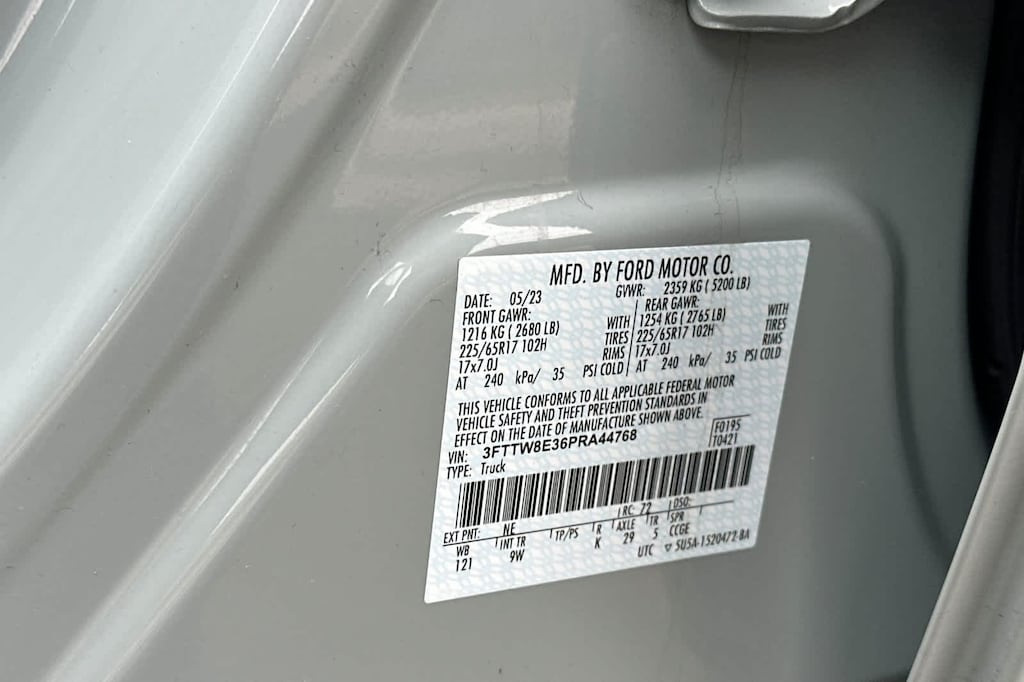 MFD. BY FORD MOTOR CO.
DATE: 05/23 GVWR: 2359 KG ( 5200 LB)
FRONT GAWR: REAR GAWR:
1216 KG ( 2680 LB) WITH 1254 KG ( 2765 LB) WITH
225/65R17 102H TIRES 225/65R17 102H TIRES
17x7.0J RIMS 17x7.0J RIMS
AT 240 kPa/ 35 PSI COLD AT 240 kPa/ 35 PSI COLD
THIS VEHICLE CONFORMS TO ALL APPLICABLE FEDERAL MOTOR
VEHICLE SAFETY AND THEFT PREVENTION STANDARDS IN
EFFECT ON THE DATE OF MANUFACTURE SHOWN ABOVE.
VIN: 3FTTW8E36PRA44768 F0195
TYPE: Truck T0421
EXT PNT: NE RC: 72 DSO:
WB INT TR TP/PS R AXLE TR SPR
121 9W K 29 5 CCGE
UTC ▽ 5U5A-1520472-BA